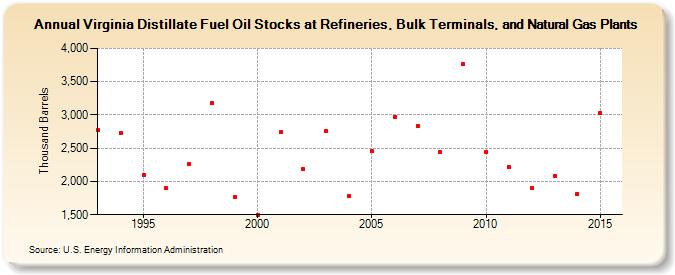 Annual Virginia Distillate Fuel Oil Stocks at Refineries, Bulk Terminals, and Natural Gas Plants
Thousand Barrels
4,000
3,500
3,000
2,500
2,000
1,500
1995 2000 2005 2010 2015
Source: U.S. Energy Information Administration